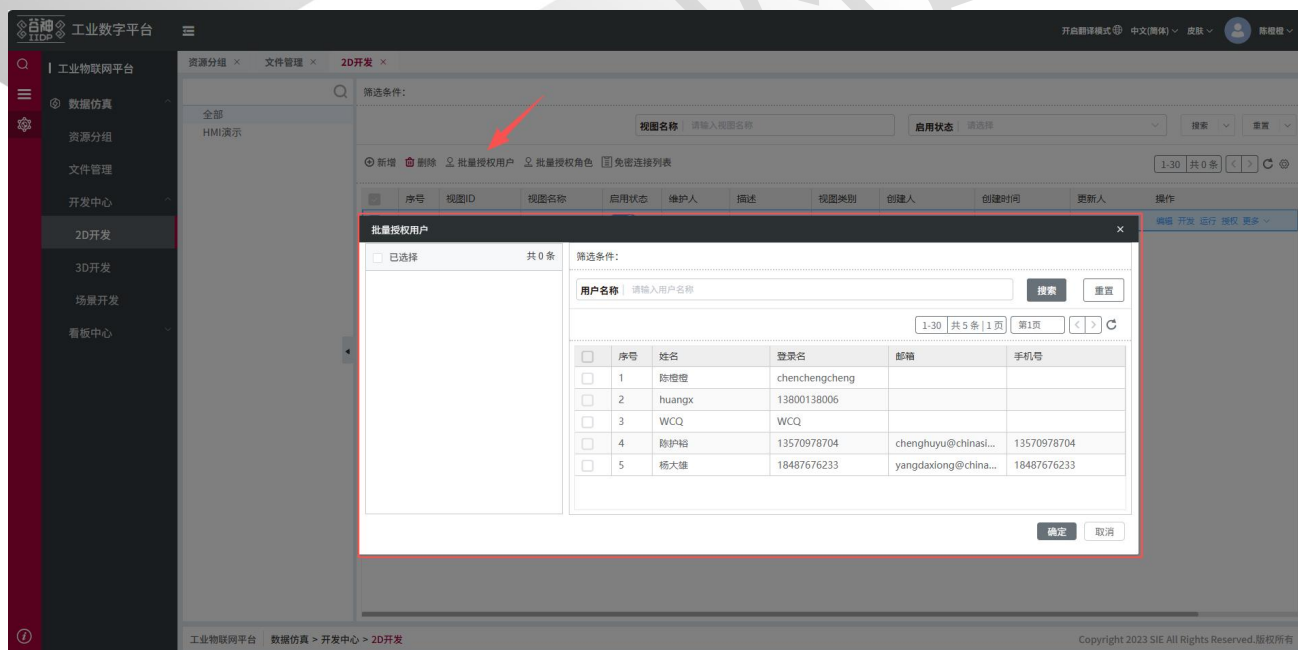 谷神 IIDP 工业数字平台
开启翻译模式 中文(简体) 皮肤 陈橙橙
工业物联网平台
资源分组 × 文件管理 × 2D开发 ×
数据仿真
资源分组
文件管理
开发中心
2D开发
3D开发
场景开发
看板中心
全部
HMI演示
筛选条件:
视图名称 请输入视图名称 启用状态 请选择 搜索 重置
新增 删除 批量授权用户 批量授权角色 免密连接列表 1-30 共0条
序号 视图ID 视图名称 启用状态 维护人 描述 视图类别 创建人 创建时间 更新人 操作
编辑 开发 运行 授权 更多
批量授权用户 ×
已选择 共0条
筛选条件:
用户名称 请输入用户名称 搜索 重置
1-30 共5条|1页 第1页
序号 姓名 登录名 邮箱 手机号
1 陈橙橙 chenchengcheng
2 huangx 13800138006
3 WCQ WCQ
4 陈护裕 13570978704 chenghuyu@chinasi... 13570978704
5 杨大雄 18487676233 yangdaxiong@china... 18487676233
确定 取消
工业物联网平台 数据仿真 > 开发中心 > 2D开发
Copyright 2023 SIE All Rights Reserved.版权所有